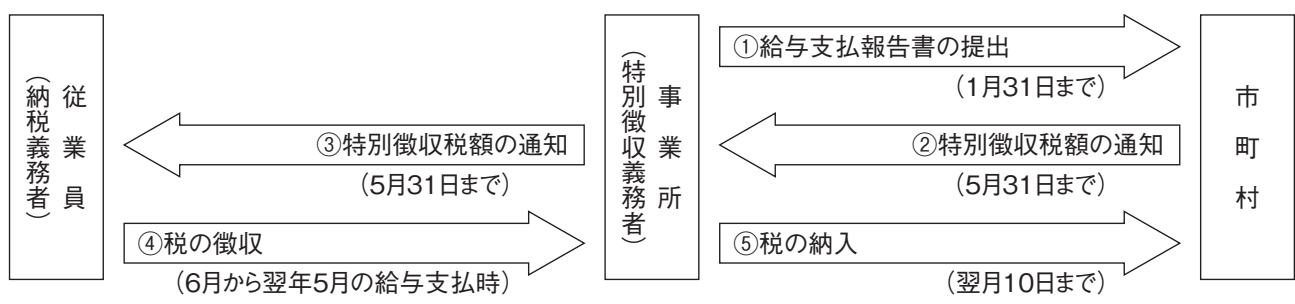 従業員
（納税義務者）
事業所
（特別徴収義務者）
市町村
①給与支払報告書の提出
（1月31日まで）
②特別徴収税額の通知
（5月31日まで）
③特別徴収税額の通知
（5月31日まで）
④税の徴収
（6月から翌年5月の給与支払時）
⑤税の納入
（翌月10日まで）